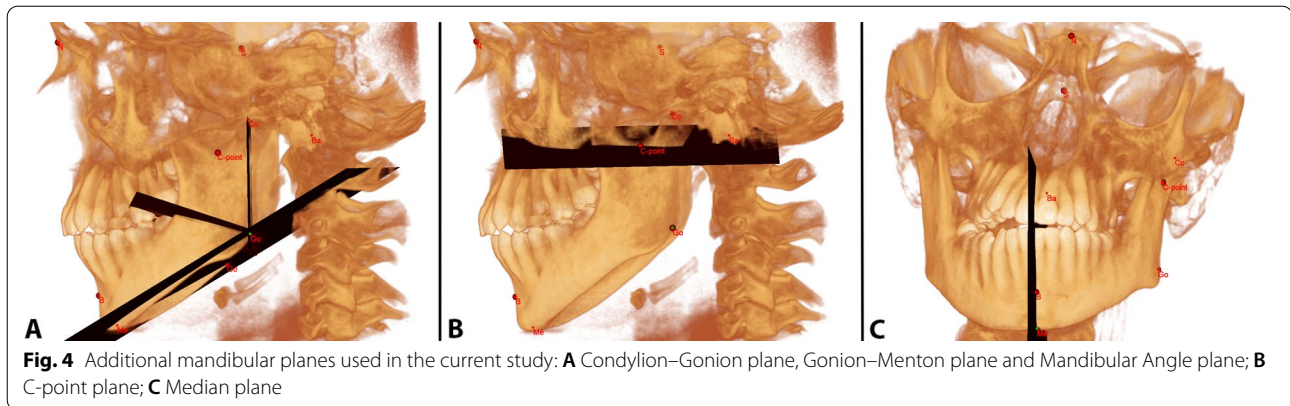 N
S
Co
Ba
C-point
Go
Go
B
Me
A
N
S
Co
Ba
C-point
Go
B
Me
B
N
S
Co
C-point
Ba
Go
B
Me
C
Fig. 4 Additional mandibular planes used in the current study: A Condylion–Gonion plane, Gonion–Menton plane and Mandibular Angle plane; B
C-point plane; C Median plane